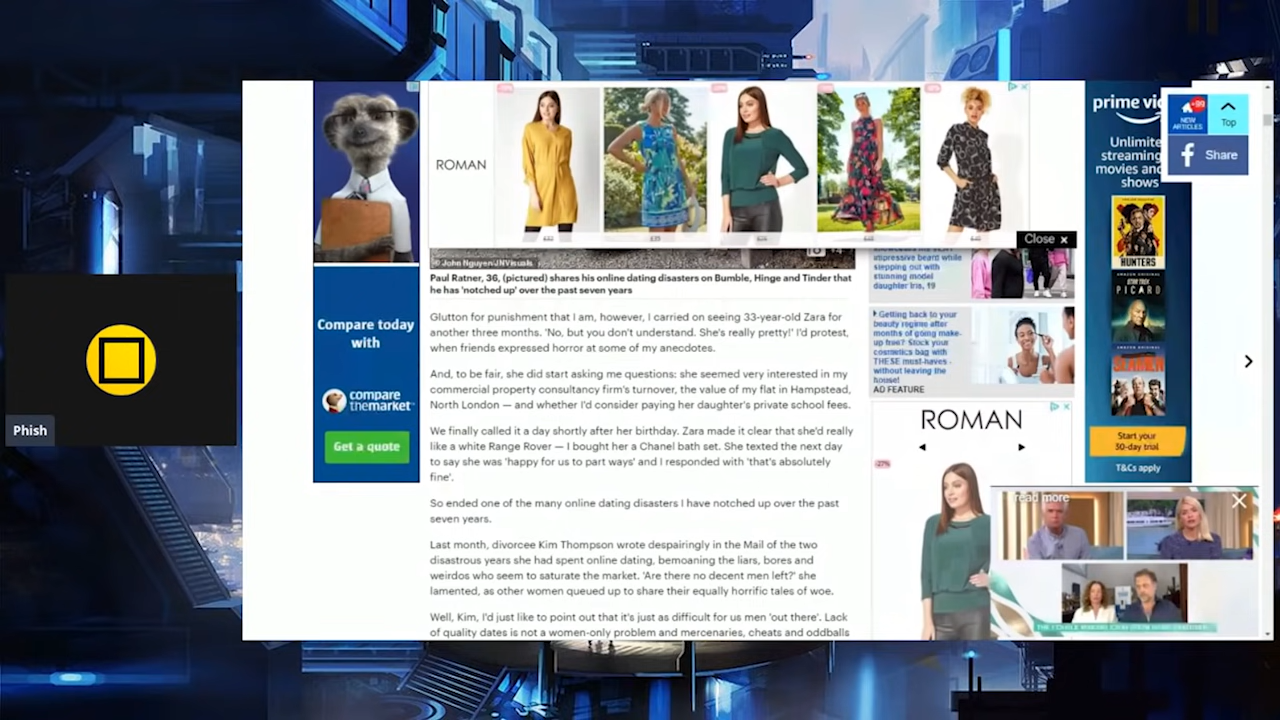 Phish
Compare today
with
compare
themarket
Get a quote
ROMAN
Close x
© John Nguyen/JNVisuals
Paul Ratner, 36, (pictured) shares his online dating disasters on Bumble, Hinge and Tinder that
he has 'notched up' over the past seven years
Glutton for punishment that I am, however, I carried on seeing 33-year-old Zara for
another three months. 'No, but you don't understand. She's really pretty!' I'd protest,
when friends expressed horror at some of my anecdotes.
And, to be fair, she did start asking me questions: she seemed very interested in my
commercial property consultancy firm's turnover, the value of my flat in Hampstead,
North London — and whether I'd consider paying her daughter's private school fees.
We finally called it a day shortly after her birthday. Zara made it clear that she'd really
like a white Range Rover — I bought her a Chanel bath set. She texted the next day
to say she was 'happy for us to part ways' and I responded with 'that's absolutely
fine'.
So ended one of the many online dating disasters I have notched up over the past
seven years.
Last month, divorcee Kim Thompson wrote despairingly in the Mail of the two
disastrous years she had spent online dating, bemoaning the liars, bores and
weirdos who seem to saturate the market. 'Are there no decent men left?' she
lamented, as other women queued up to share their equally horrific tales of woe.
Well, Kim, I'd just like to point out that it's just as difficult for us men 'out there'. Lack
of quality dates is not a women-only problem and mercenaries, cheats and oddballs
impressive beard while
stepping out with
stunning model
daughter Iris, 19
Getting back to your
beauty regime after
months of going make-
up free? Stock your
cosmetics bag with
THESE must-haves -
without leaving the
house!
AD FEATURE
ROMAN
-27%
prime
Unlimite
streaming
movies and
shows
HUNTERS
STAR TREK
PICARD
Start your
30-day trial
T&Cs apply
+99
NEW
ARTICLES
Top
Share
read more